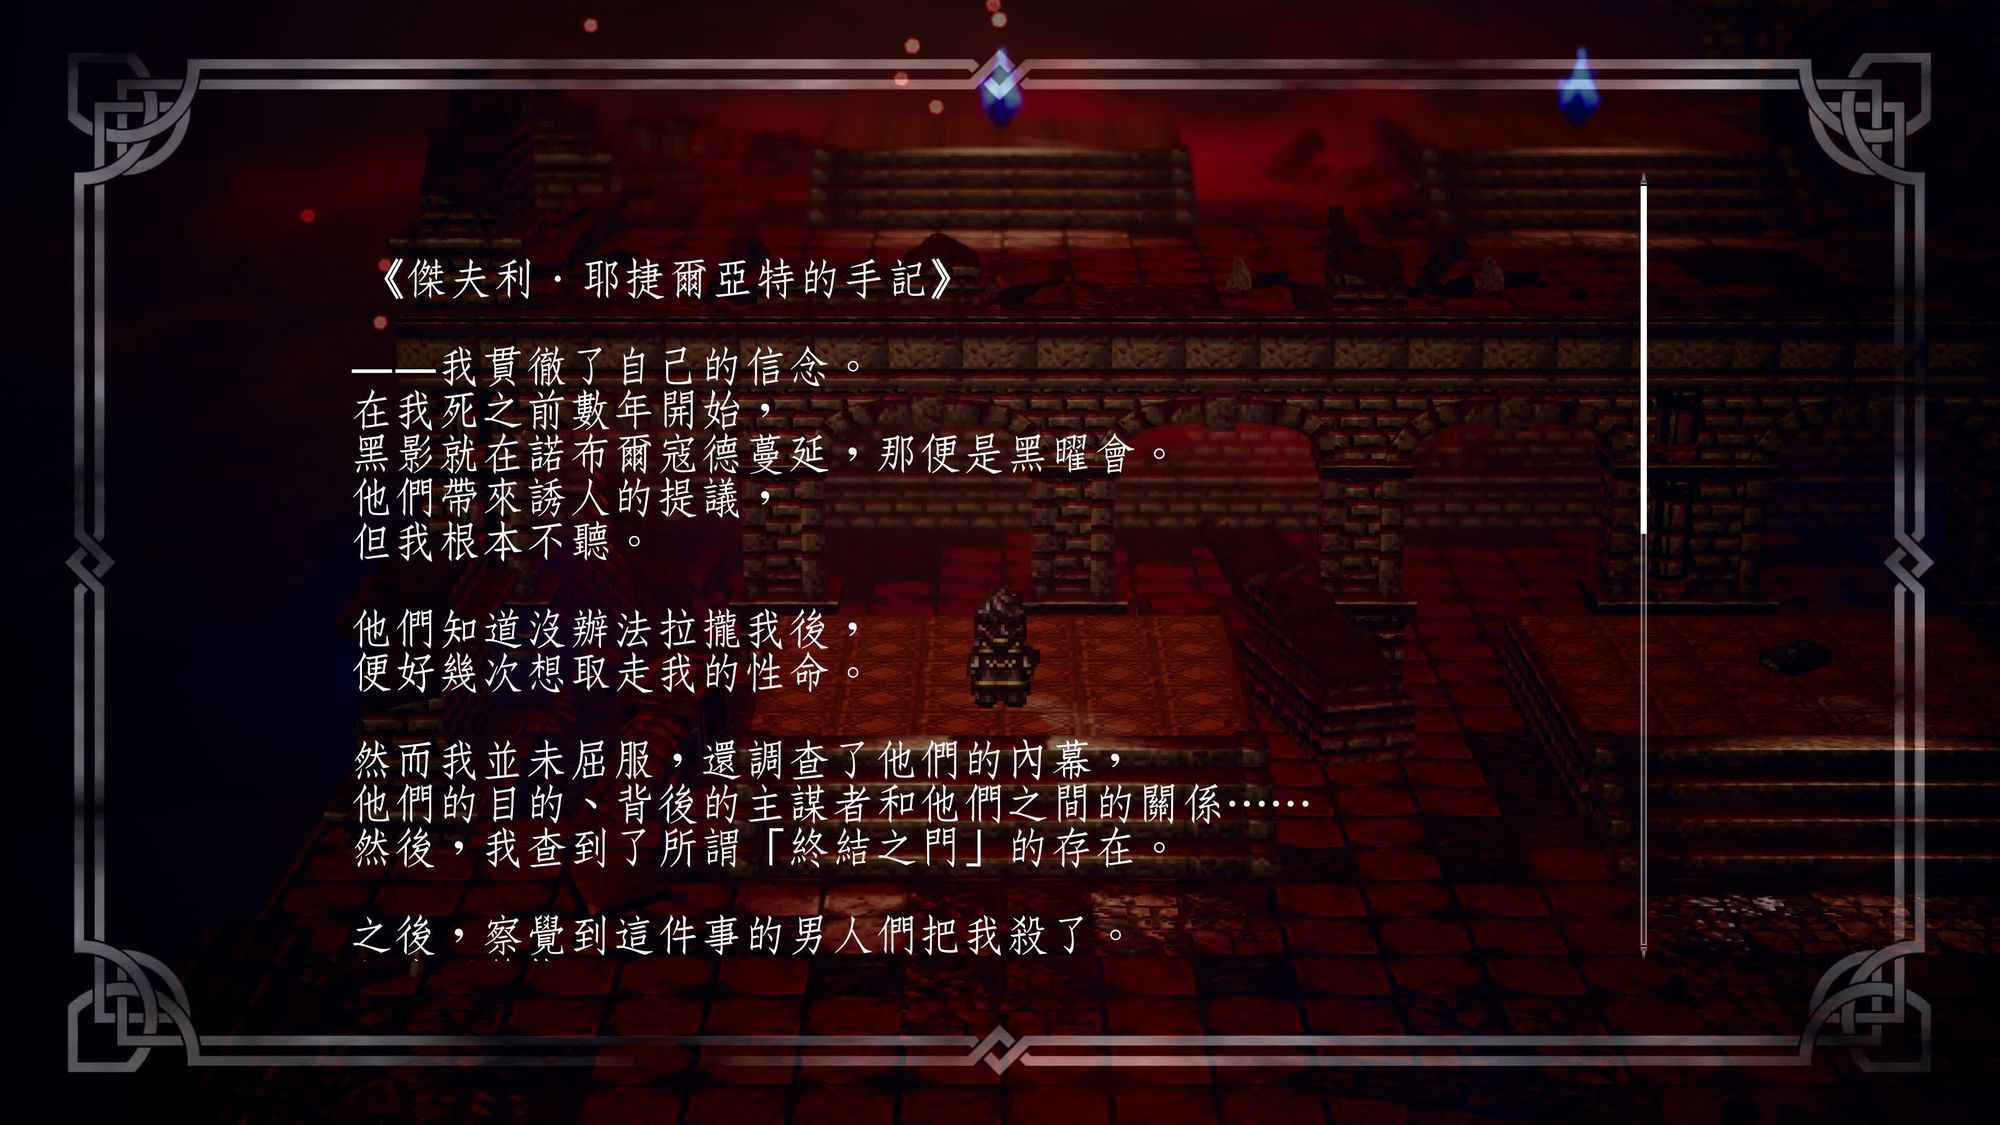 《傑夫利·耶捷爾亞特的手記》
——我貫徹了自己的信念。
在我死之前數年開始，
黑影就在諾布爾寇德蔓延，那便是黑曜會。
他們帶來誘人的提議，
但我根本不聽。
他們知道沒辦法拉攏我後，
便好幾次想取走我的性命。
然而我並未屈服，還調查了他們的內幕，
他們的目的、背後的主謀者和他們之間的關係……
然後，我查到了所謂「終結之門」的存在。
之後，察覺到這件事的男人們把我殺了。